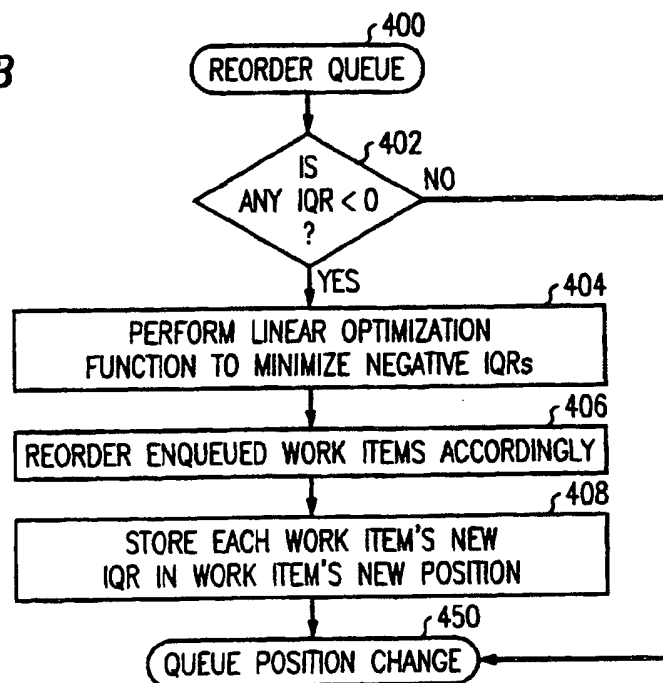 400
REORDER QUEUE
402
IS
ANY IQR < 0
?
NO
YES
404
PERFORM LINEAR OPTIMIZATION
FUNCTION TO MINIMIZE NEGATIVE IQRs
406
REORDER ENQUEUED WORK ITEMS ACCORDINGLY
408
STORE EACH WORK ITEM'S NEW
IQR IN WORK ITEM'S NEW POSITION
450
QUEUE POSITION CHANGE